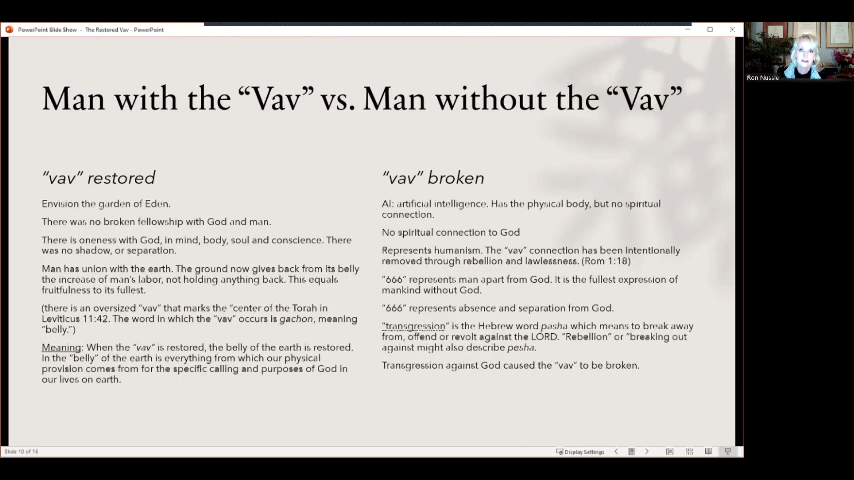 PowerPoint Slide Show - The Restored Vav - PowerPoint
Man with the “Vav” vs. Man without the “Vav”
“vav” restored
Envision the garden of Eden.
There was no broken fellowship with God and man.
There is oneness with God, in mind, body, soul and conscience. There
was no shadow, or separation.
Man has union with the earth. The ground now gives back from its belly
the increase of man's labor, not holding anything back. This equals
fruitfulness to its fullest.
(there is an oversized “vav” that marks the “center of the Torah in
Leviticus 11:42. The word in which the “vav” occurs is gachon, meaning
“belly.”)
Meaning: When the “vav” is restored, the belly of the earth is restored.
In the “belly” of the earth is everything from which our physical
provision comes from for the specific calling and purposes of God in
our lives on earth.
“vav” broken
AI: artificial intelligence. Has the physical body, but no spiritual
connection.
No spiritual connection to God
Represents humanism. The “vav” connection has been intentionally
removed through rebellion and lawlessness. (Rom 1:18)
“666” represents man apart from God. It is the fullest expression of
mankind without God.
“666” represents absence and separation from God.
“transgression” is the Hebrew word pasha which means to break away
from, offend or revolt against the LORD. “Rebellion” or “breaking out
against might also describe pesha.
Transgression against God caused the “vav” to be broken.
Slide 10 of 16
Display Settings
Ron